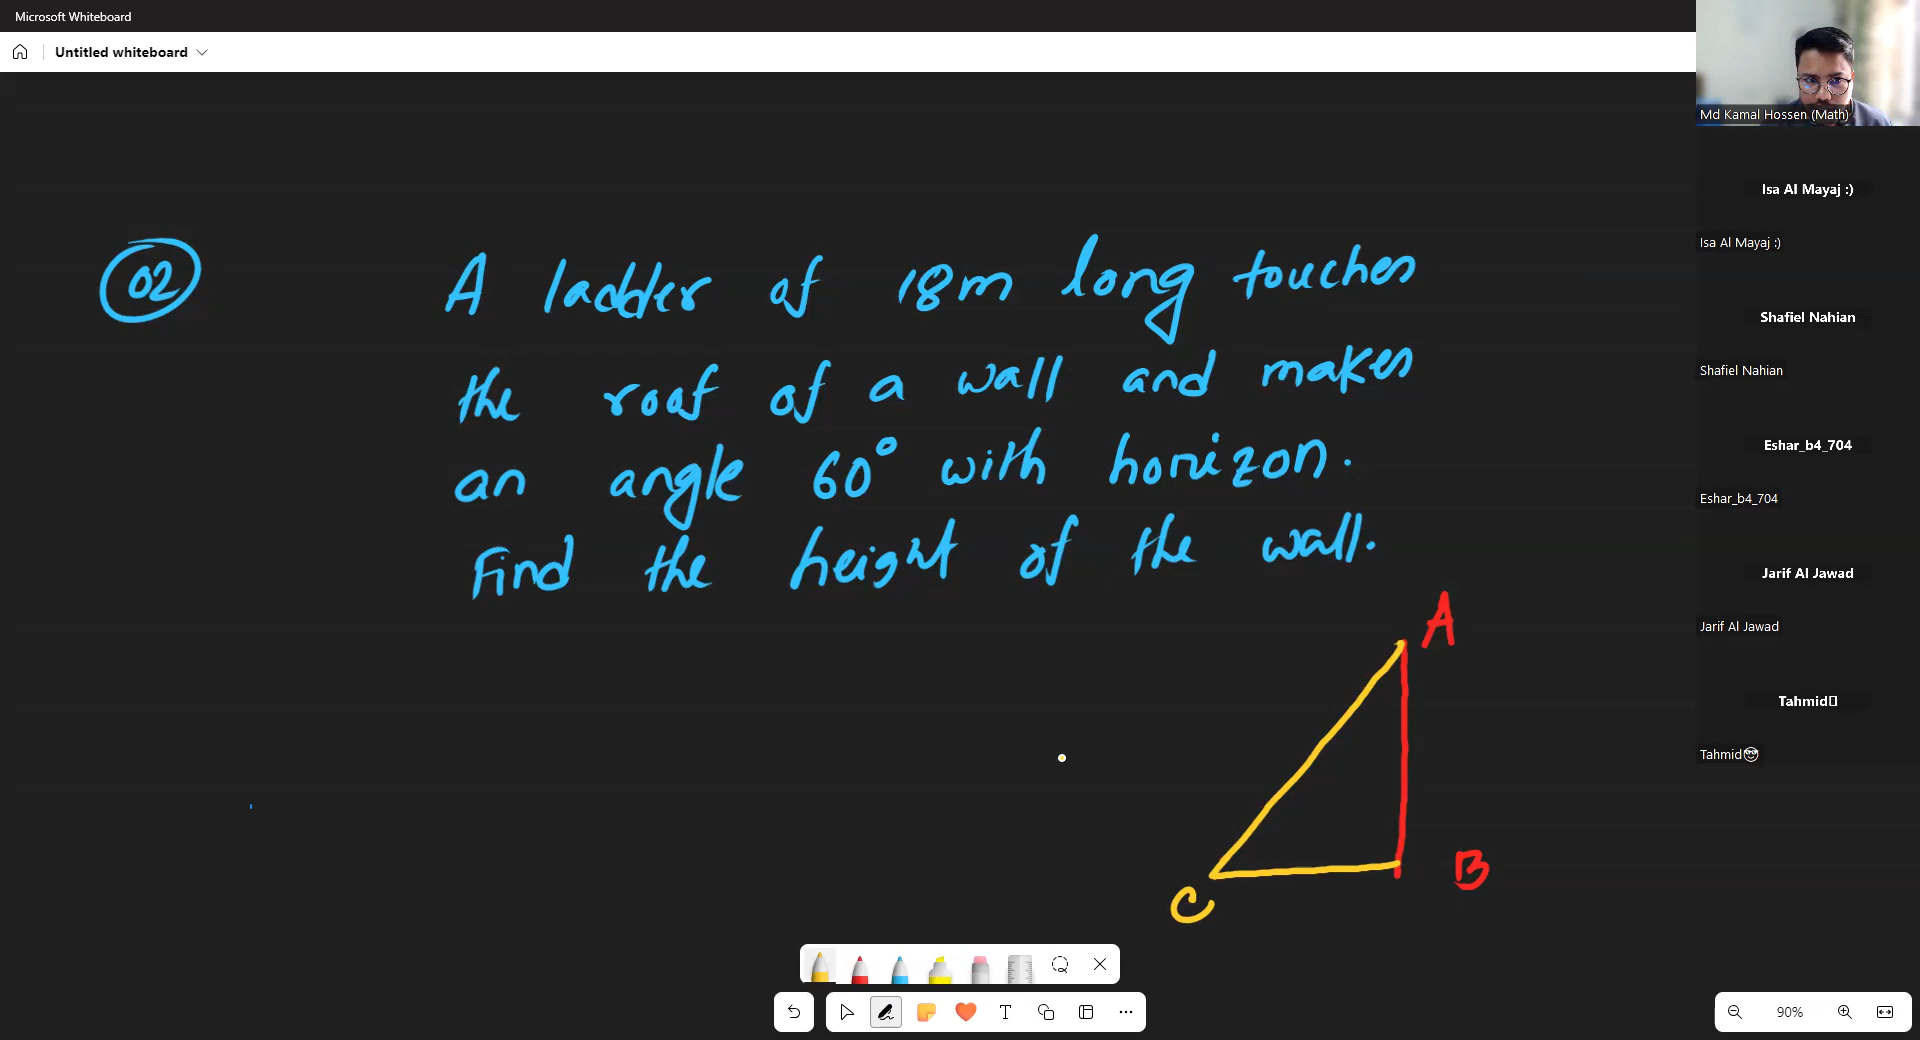 Microsoft Whiteboard
Untitled whiteboard
Md Kamal Hossen (Math)
02
A ladder of 18m long touches
the roof of a wall and makes
an angle 60° with horizon.
Find the height of the wall.
A
B
C
Isa Al Mayaj :)
Isa Al Mayaj :)
Shafiel Nahian
Shafiel Nahian
Eshar_b4_704
Eshar_b4_704
Jarif Al Jawad
Jarif Al Jawad
Tahmid
Tahmid😎
T
90%